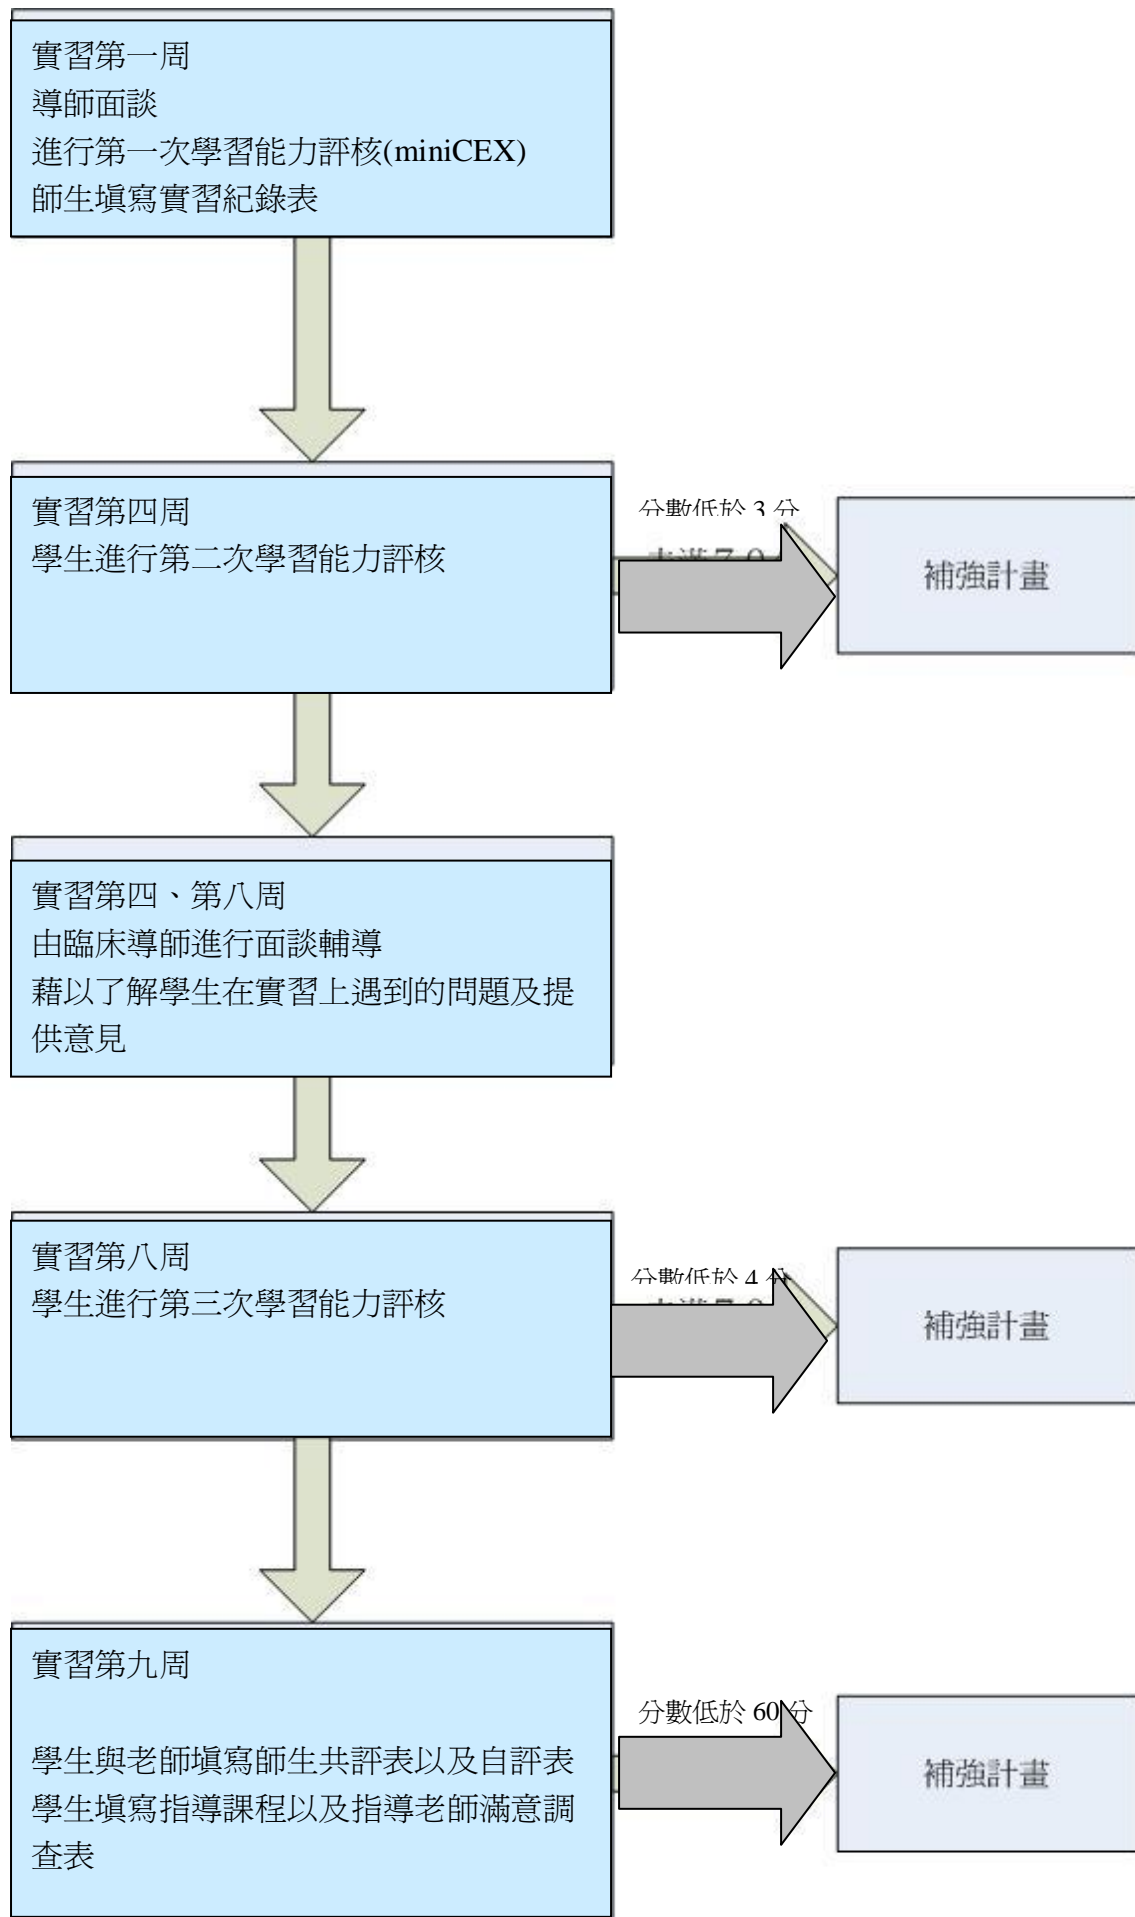 實習第一周
導師面談
進行第一次學習能力評核(miniCEX)
師生填寫實習紀錄表
實習第四周
學生進行第二次學習能力評核
分數低於 3 分
補強計畫
實習第四、第八周
由臨床導師進行面談輔導
藉以了解學生在實習上遇到的問題及提
供意見
實習第八周
學生進行第三次學習能力評核
分數低於 4 分
補強計畫
實習第九周
學生與老師填寫師生共評表以及自評表
學生填寫指導課程以及指導老師滿意調
查表
分數低於 60 分
補強計畫